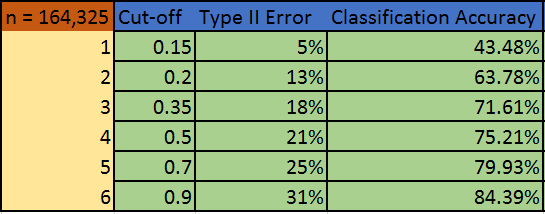 n = 164,325 Cut-off Type II Error Classification Accuracy
1 0.15 5% 43.48%
2 0.2 13% 63.78%
3 0.35 18% 71.61%
4 0.5 21% 75.21%
5 0.7 25% 79.93%
6 0.9 31% 84.39%